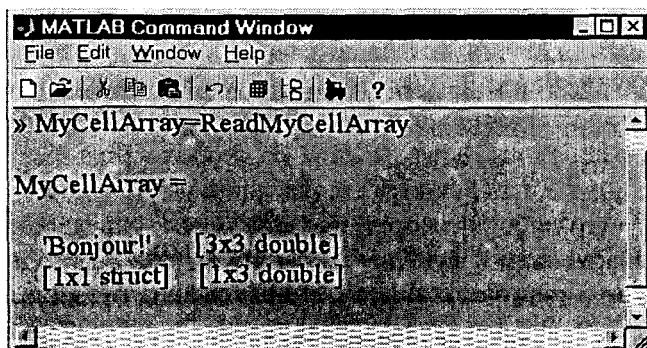 MATLAB Command Window
File Edit Window Help
?
» MyCellArray=ReadMyCellArray
MyCellArray =
'Bonjour!' [3x3 double]
[1x1 struct] [1x3 double]